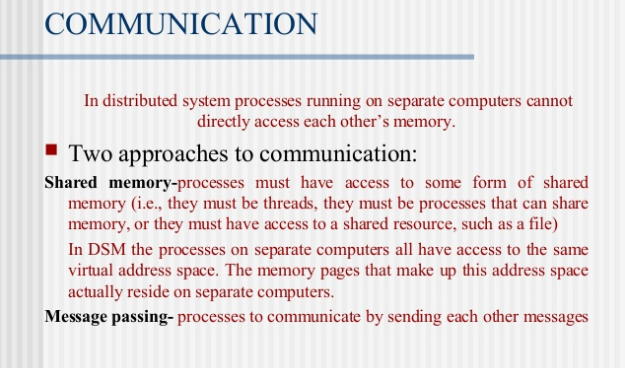 COMMUNICATION
In distributed system processes running on separate computers cannot
directly access each other’s memory.
Two approaches to communication:
Shared memory-processes must have access to some form of shared
memory (i.e., they must be threads, they must be processes that can share
memory, or they must have access to a shared resource, such as a file)
In DSM the processes on separate computers all have access to the same
virtual address space. The memory pages that make up this address space
actually reside on separate computers.
Message passing- processes to communicate by sending each other messages